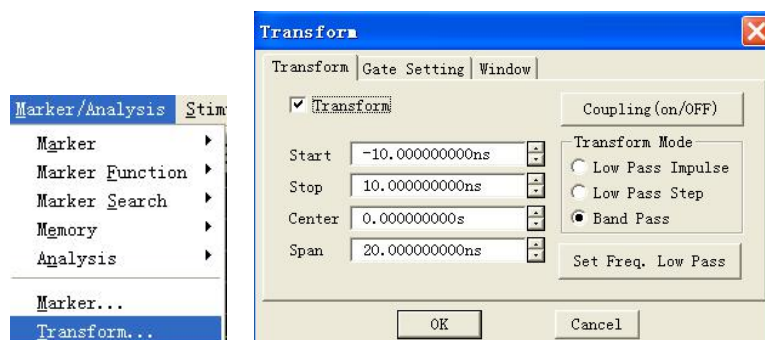 Marker/Analysis Stim
Marker
Marker Function
Marker Search
Memory
Analysis
Marker...
Transform...
Transform
Transform Gate Setting Window
Transform
Coupling(on/OFF)
Start -10.000000000ns
Stop 10.000000000ns
Center 0.000000000s
Span 20.000000000ns
Transform Mode
Low Pass Impulse
Low Pass Step
Band Pass
Set Freq. Low Pass
OK Cancel